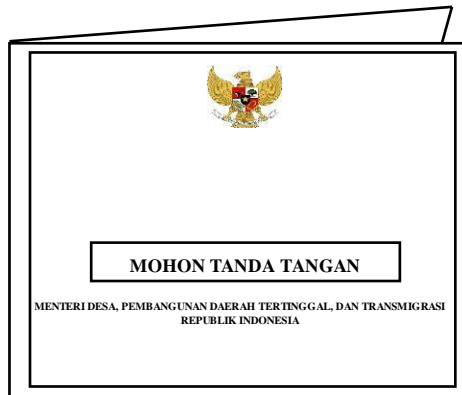 MOHON TANDA TANGAN
MENTERI DESA, PEMBANGUNAN DAERAH TERTINGGAL, DAN TRANSMIGRASI
REPUBLIK INDONESIA